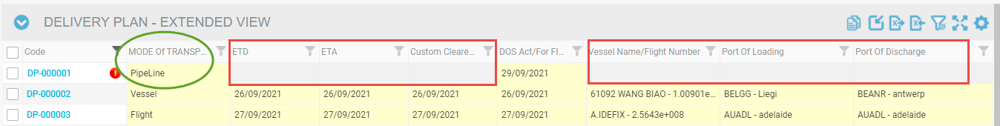 DELIVERY PLAN - EXTENDED VIEW
Code MODE Of TRANSP... ETD ETA Custom Cleare... DOS Act/For Fl... Vessel Name/Flight Number Port Of Loading Port Of Discharge
DP-000001 PipeLine 29/09/2021
DP-000002 Vessel 26/09/2021 26/09/2021 26/09/2021 26/09/2021 61092 WANG BIAO - 1.00901e... BELGG - Liegi BEANR - antwerp
DP-000003 Flight 27/09/2021 27/09/2021 27/09/2021 27/09/2021 A.IDEFIX - 2.5643e+008 AUADL - adelaide AUADL - adelaide